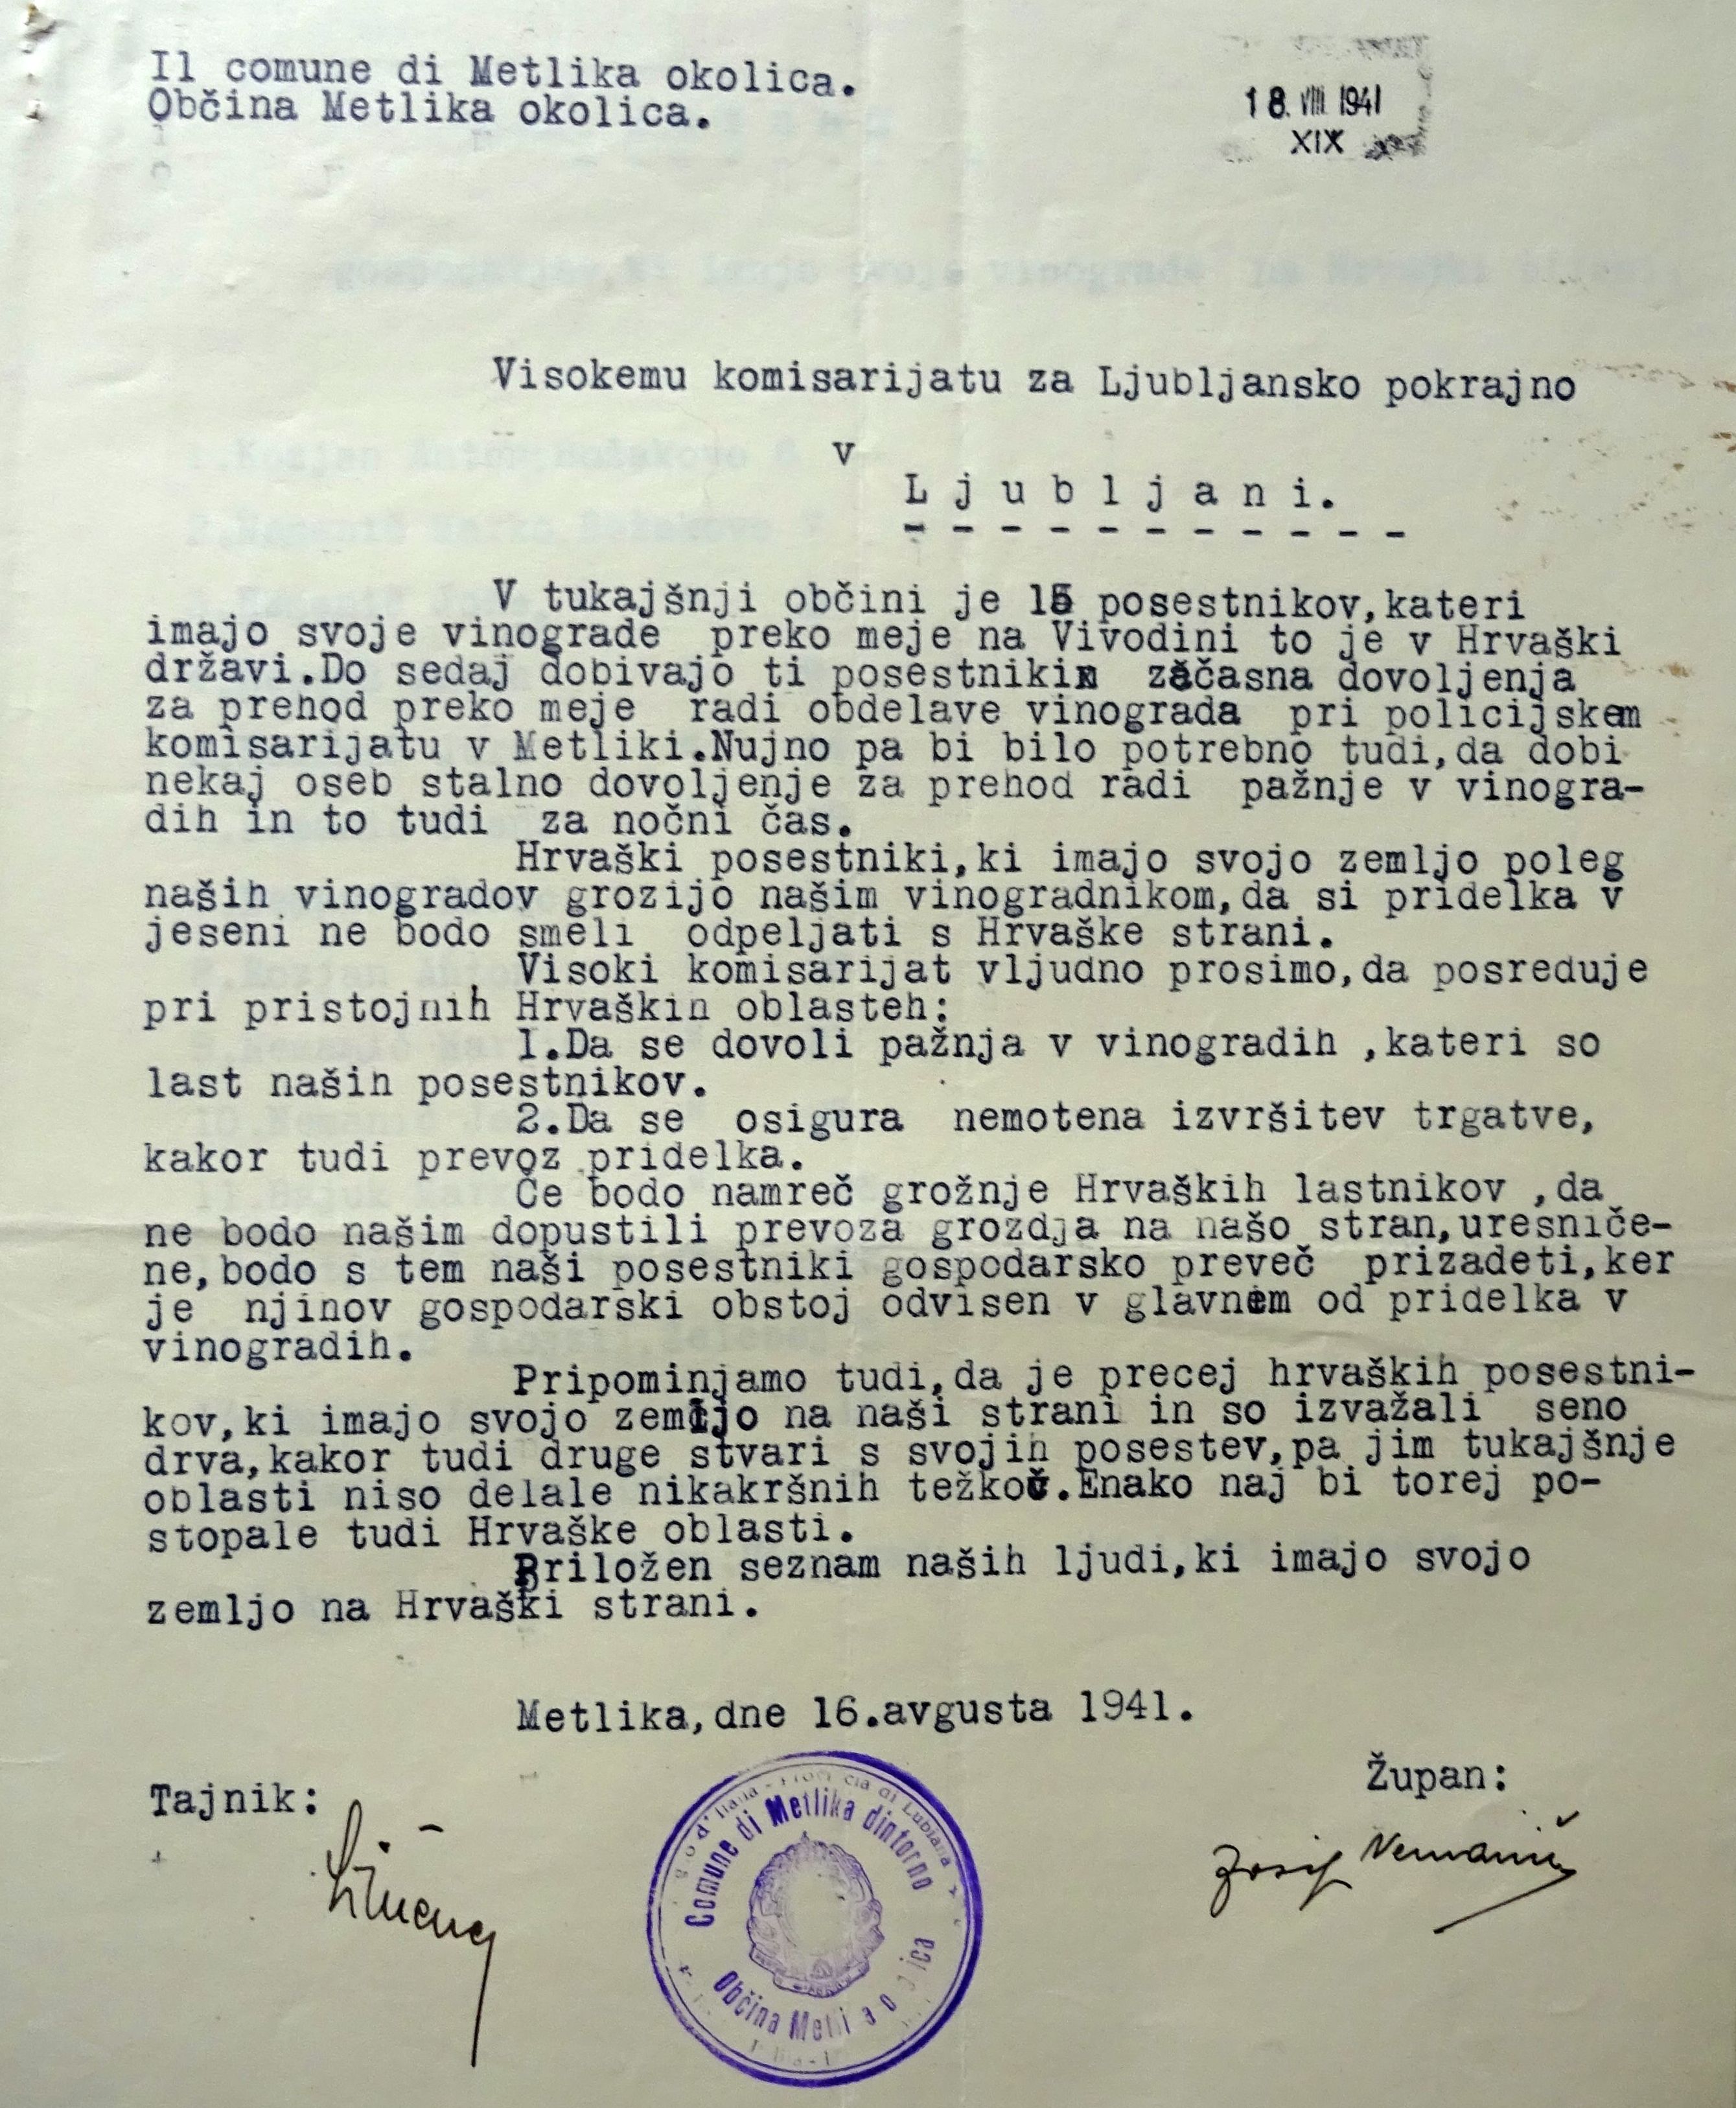 Il comune di Metlika okolica.
Občina Metlika okolica.
18. VIII 1941
XIX
Visokemu komisarijatu za Ljubljansko pokrajno
v
L j u b l j a n i.
- - - - - - - - - - -
V tukajšnji občini je 15 posestnikov,kateri
imajo svoje vinograde preko meje na Vivodini to je v Hrvaški
državi.Do sedaj dobivajo ti posestniki začasna dovoljenja
za prehod preko meje radi obdelave vinograda pri policijskem
komisarijatu v Metliki.Nujno pa bi bilo potrebno tudi,da dobi
nekaj oseb stalno dovoljenje za prehod radi pažnje v vinogra-
dih in to tudi za nočni čas.
Hrvaški posestniki,ki imajo svojo zemljo poleg
naših vinogradov grozijo našim vinogradnikom,da si pridelka v
jeseni ne bodo smeli odpeljati s Hrvaške strani.
Visoki komisarijat vljudno prosimo,da posreduje
pri pristojnih Hrvaških oblasteh:
1.Da se dovoli pažnja v vinogradih ,kateri so
last naših posestnikov.
2.Da se osigura nemotena izvršitev trgatve,
kakor tudi prevoz pridelka.
Če bodo namreč grožnje Hrvaških lastnikov ,da
ne bodo našim dopustili prevoza grozdja na našo stran,uresniče-
ne,bodo s tem naši posestniki gospodarsko preveč prizadeti,ker
je njihov gospodarski obstoj odvisen v glavnem od pridelka v
vinogradih.
Pripominjamo tudi,da je precej hrvaških posestni-
kov,ki imajo svojo zemljo na naši strani in so izvažali seno
drva,kakor tudi druge stvari s svojih posestev,pa jim tukajšnje
oblasti niso delale nikakršnih težkoč.Enako naj bi torej po-
stopale tudi Hrvaške oblasti.
Priložen seznam naših ljudi,ki imajo svojo
zemljo na Hrvaški strani.
Metlika,dne 16.avgusta 1941.
Tajnik:
Župan:
Josip Nemanič
Comune di Metlika dintorno
Občina